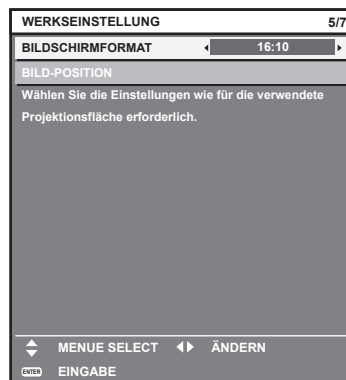 WERKSEINSTELLUNG 5/7
BILDSCHIRMFORMAT 16:10
BILD-POSITION
Wählen Sie die Einstellungen wie für die verwendete
Projektionsfläche erforderlich.
MENUE SELECT ÄNDERN
ENTER EINGABE